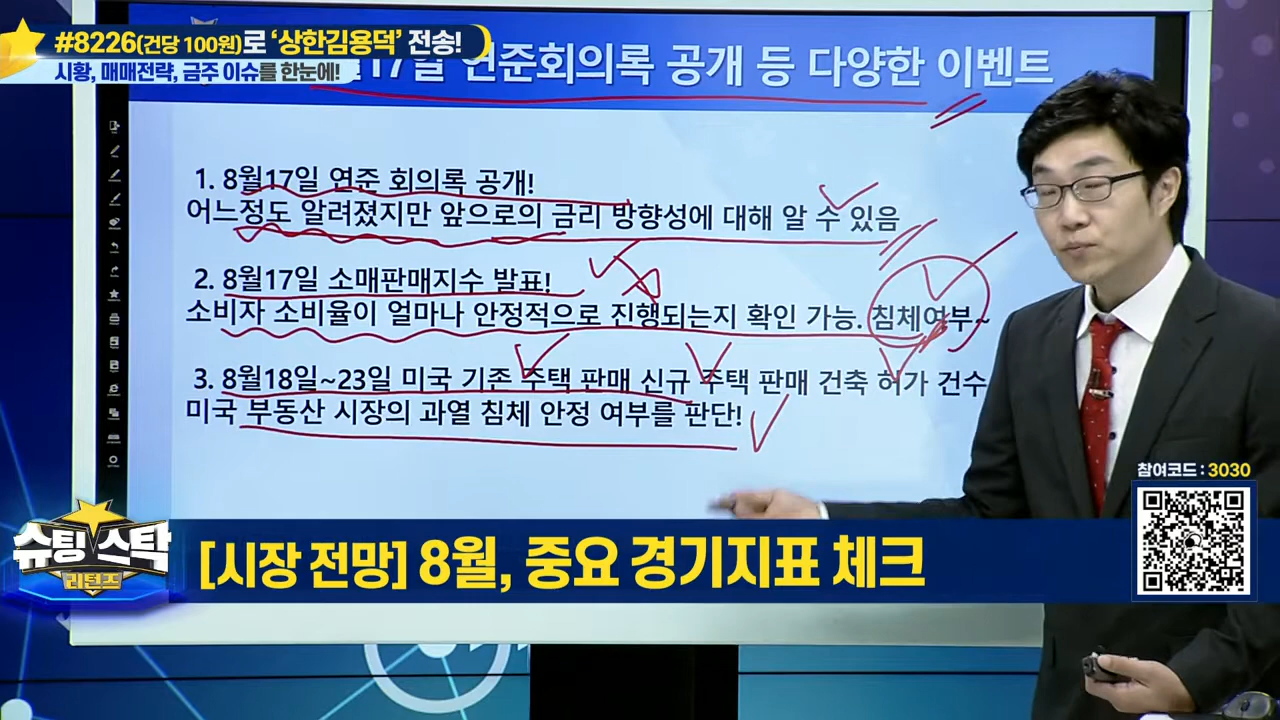 #8226(건당 100원)로 ‘상한김용덕’ 전송!
시황, 매매전략, 금주 이슈를 한눈에!
17일 연준회의록 공개 등 다양한 이벤트
1. 8월17일 연준 회의록 공개!
어느정도 알려졌지만 앞으로의 금리 방향성에 대해 알 수 있음
2. 8월17일 소매판매지수 발표!
소비자 소비율이 얼마나 안정적으로 진행되는지 확인 가능. 침체여부~
3. 8월18일~23일 미국 기존 주택 판매 신규 주택 판매 건축 허가 건수
미국 부동산 시장의 과열 침체 안정 여부를 판단!
참여코드 : 3030
슈팅스탁
리턴즈
[시장 전망] 8월, 중요 경기지표 체크